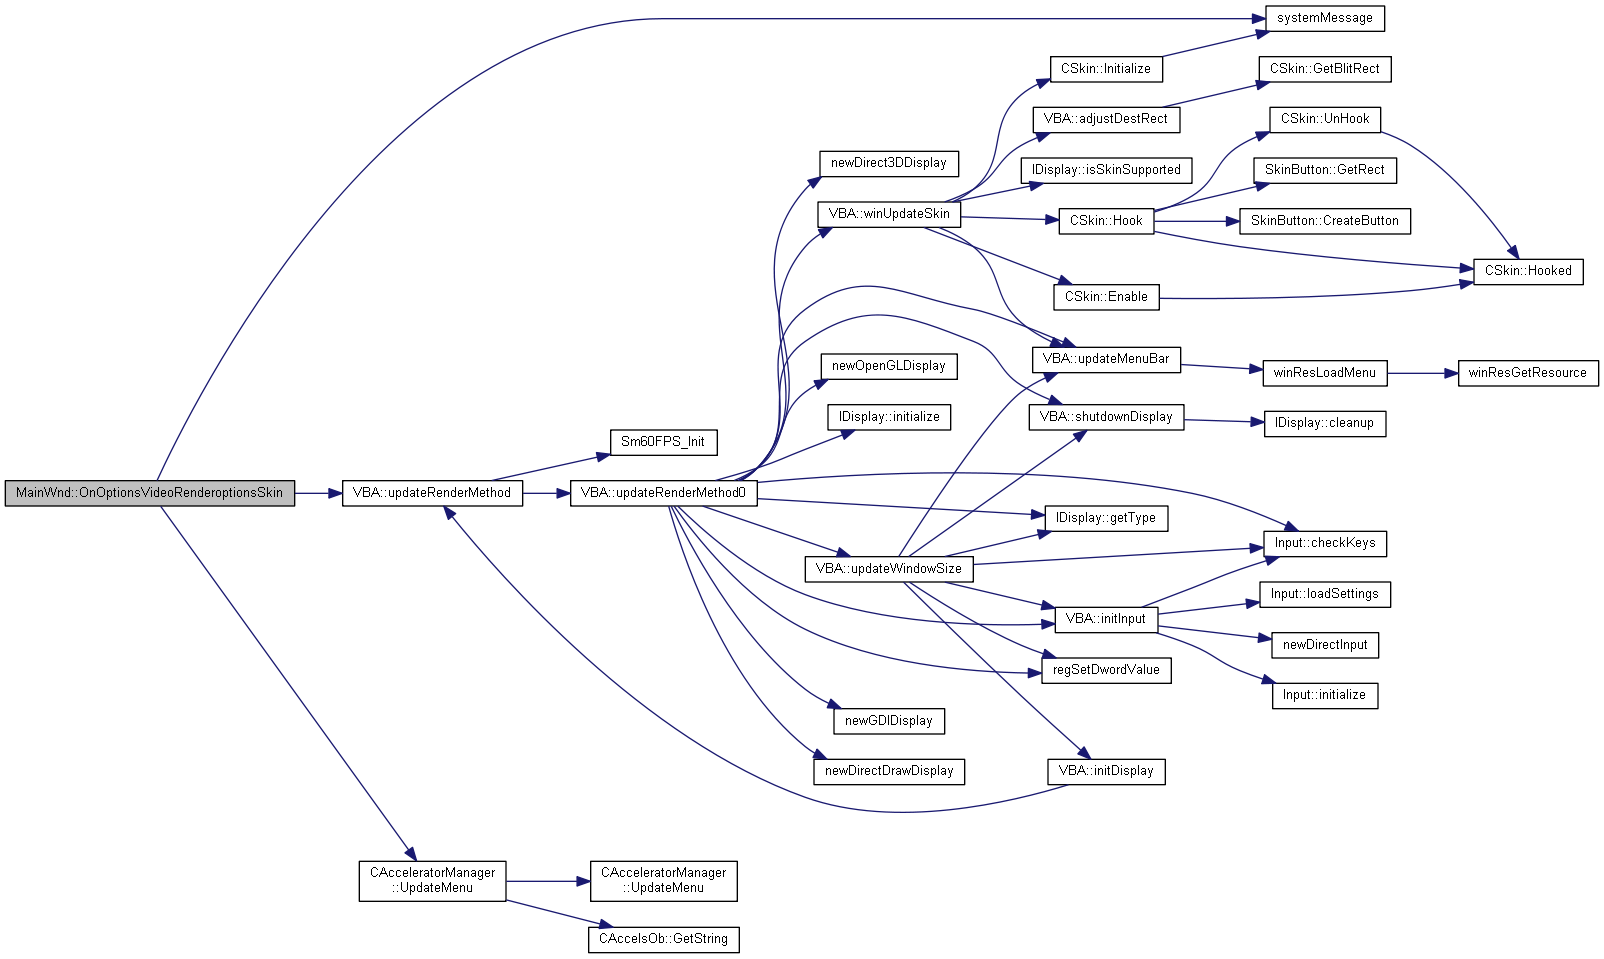 systemMessage
CSkin::Initialize
CSkin::GetBlitRect
VBA::adjustDestRect
CSkin::UnHook
newDirect3DDisplay
IDisplay::isSkinSupported
SkinButton::GetRect
VBA::winUpdateSkin
CSkin::Hook
SkinButton::CreateButton
CSkin::Hooked
CSkin::Enable
VBA::updateMenuBar
newOpenGLDisplay
winResLoadMenu
winResGetResource
IDisplay::initialize
VBA::shutdownDisplay
IDisplay::cleanup
Sm60FPS_Init
MainWnd::OnOptionsVideoRenderoptionsSkin
VBA::updateRenderMethod
VBA::updateRenderMethod0
IDisplay::getType
Input::checkKeys
VBA::updateWindowSize
Input::loadSettings
VBA::initInput
newDirectInput
regSetDwordValue
Input::initialize
newGDIDisplay
newDirectDrawDisplay
VBA::initDisplay
CAcceleratorManager
::UpdateMenu
CAcceleratorManager
::UpdateMenu
CAccelsOb::GetString